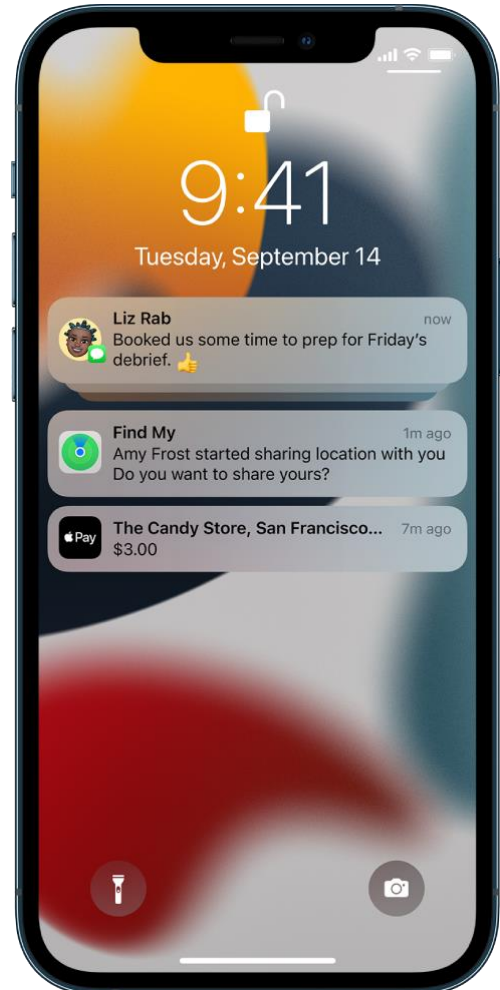 9:41
Tuesday, September 14
Liz Rab
now
Booked us some time to prep for Friday’s
debrief. 👍
Find My
1m ago
Amy Frost started sharing location with you
Do you want to share yours?
Pay
The Candy Store, San Francisco...
7m ago
$3.00